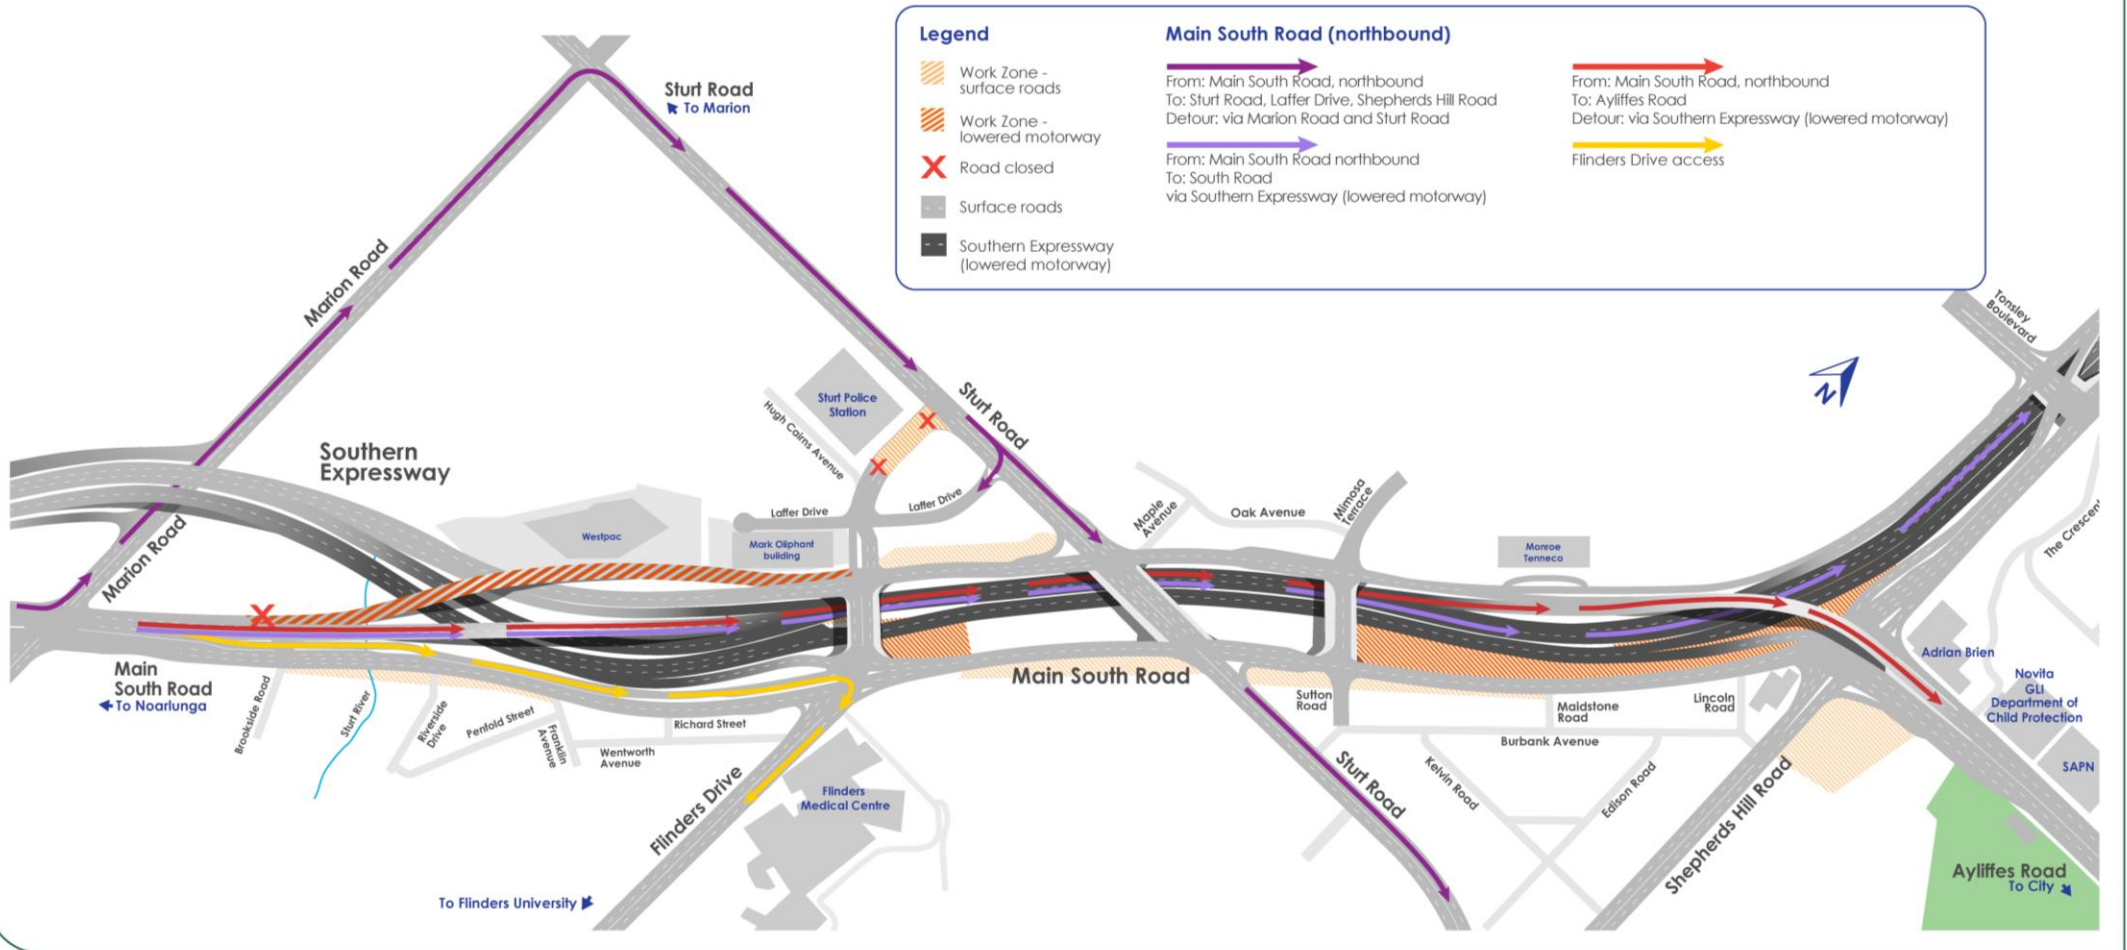 Legend
Work Zone -
surface roads
Work Zone -
lowered motorway
Road closed
Surface roads
Southern Expressway
(lowered motorway)
Main South Road (northbound)
From: Main South Road, northbound
To: Sturt Road, Laffer Drive, Shepherds Hill Road
Detour: via Marion Road and Sturt Road
From: Main South Road northbound
To: South Road
via Southern Expressway (lowered motorway)
From: Main South Road, northbound
To: Ayliffes Road
Detour: via Southern Expressway (lowered motorway)
Flinders Drive access
Sturt Road
To Marion
Marion Road
Southern
Expressway
Marion Road
Main
South Road
To Noarlunga
Brookside Road
Sturt River
Riverside
Drive
Penfold Street
Franklin
Avenue
Wentworth
Avenue
Richard Street
Westpac
Mark Oliphant
building
Laffer Drive
Laffer Drive
Hugh Cairns Avenue
Sturt Police
Station
Sturt Road
Maple
Avenue
Oak Avenue
Mimosa
Terrace
Monroe
Tenneco
N
Tonsley
Boulevard
The Crescen
Main South Road
Flinders Drive
To Flinders University
Flinders
Medical Centre
Sutton
Road
Sturt Road
Kelvin Road
Edison Road
Burbank Avenue
Maidstone
Road
Lincoln
Road
Shepherds Hill Road
Adrian Brien
Novita
GLI
Department of
Child Protection
SAPN
Ayliffes Road
To City